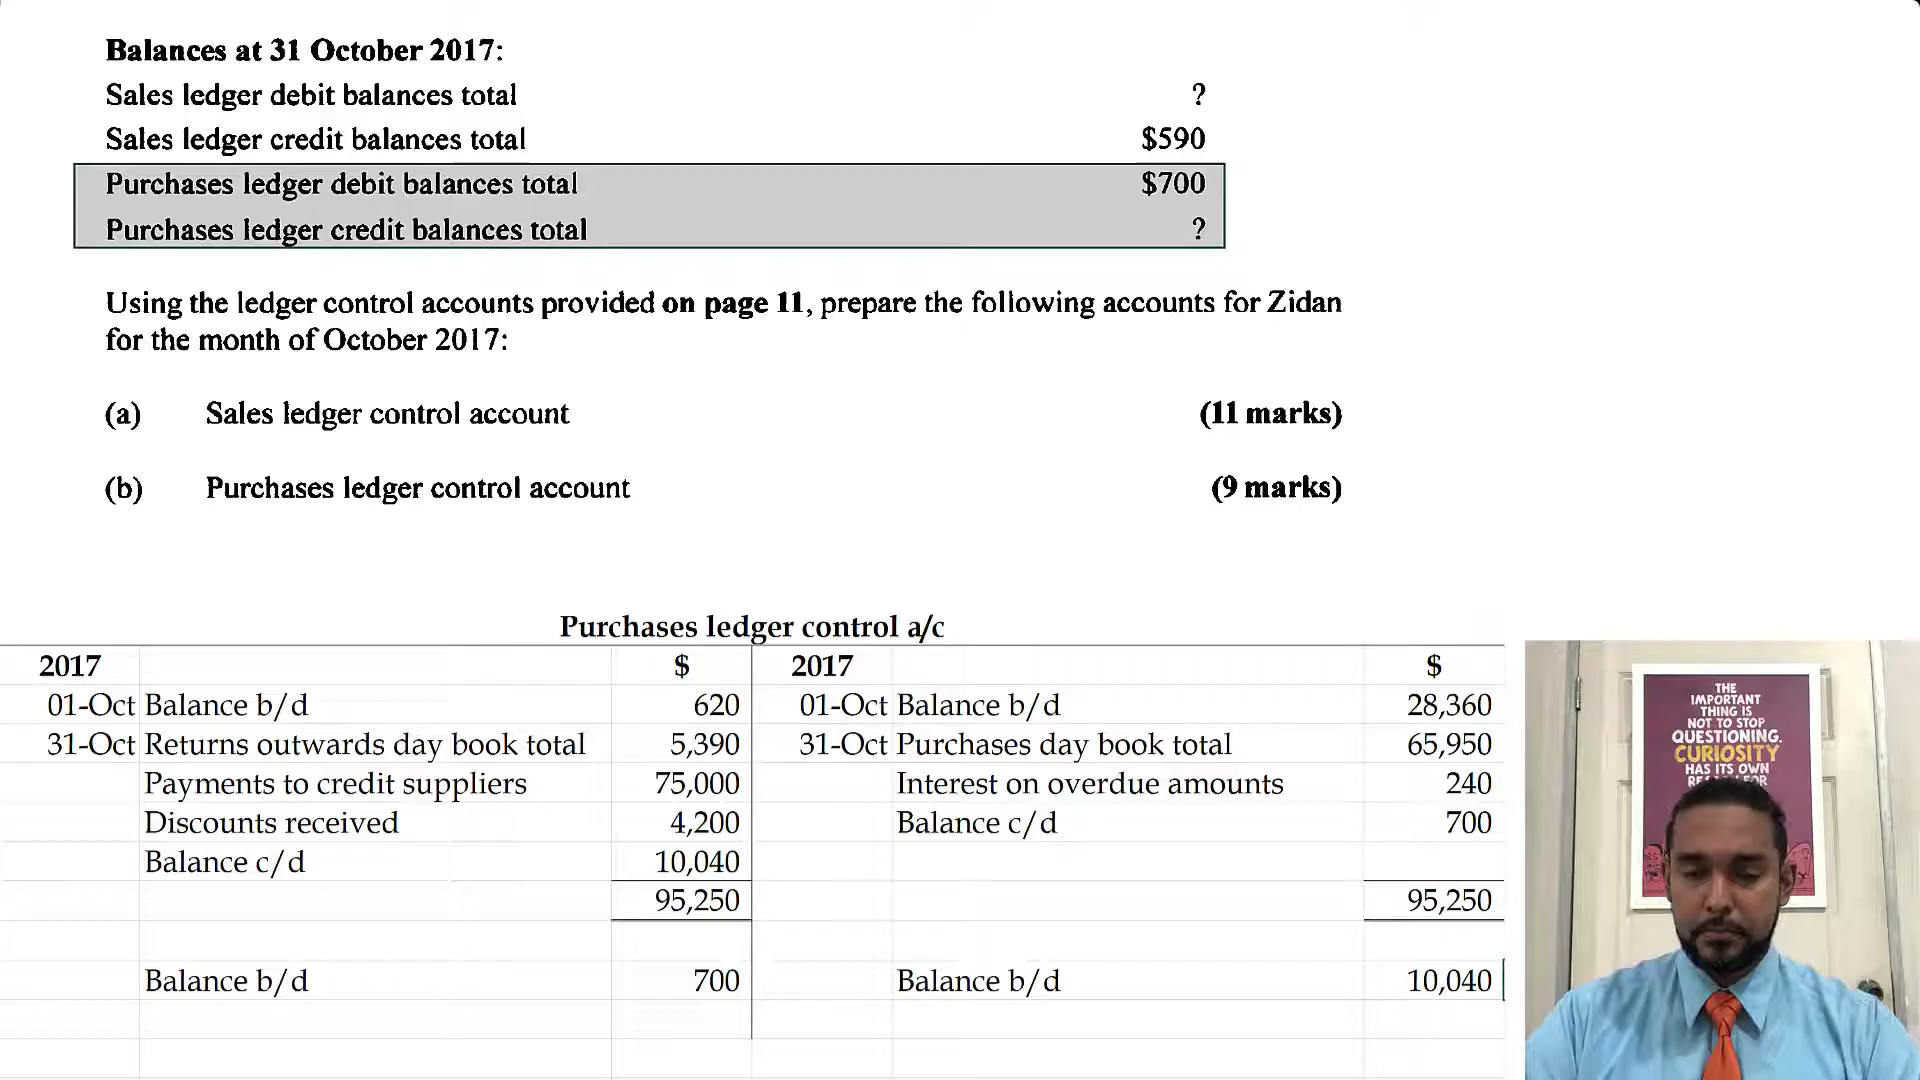 Balances at 31 October 2017:
Sales ledger debit balances total ?
Sales ledger credit balances total $590
Purchases ledger debit balances total $700
Purchases ledger credit balances total ?
Using the ledger control accounts provided on page 11, prepare the following accounts for Zidan
for the month of October 2017:
(a) Sales ledger control account (11 marks)
(b) Purchases ledger control account (9 marks)
Purchases ledger control a/c
2017 $ 2017 $
01-Oct Balance b/d 620 01-Oct Balance b/d 28,360
31-Oct Returns outwards day book total 5,390 31-Oct Purchases day book total 65,950
Payments to credit suppliers 75,000 Interest on overdue amounts 240
Discounts received 4,200 Balance c/d 700
Balance c/d 10,040
95,250 95,250
Balance b/d 700 Balance b/d 10,040
THE
IMPORTANT
THING IS
NOT TO STOP
QUESTIONING.
CURIOSITY
HAS ITS OWN